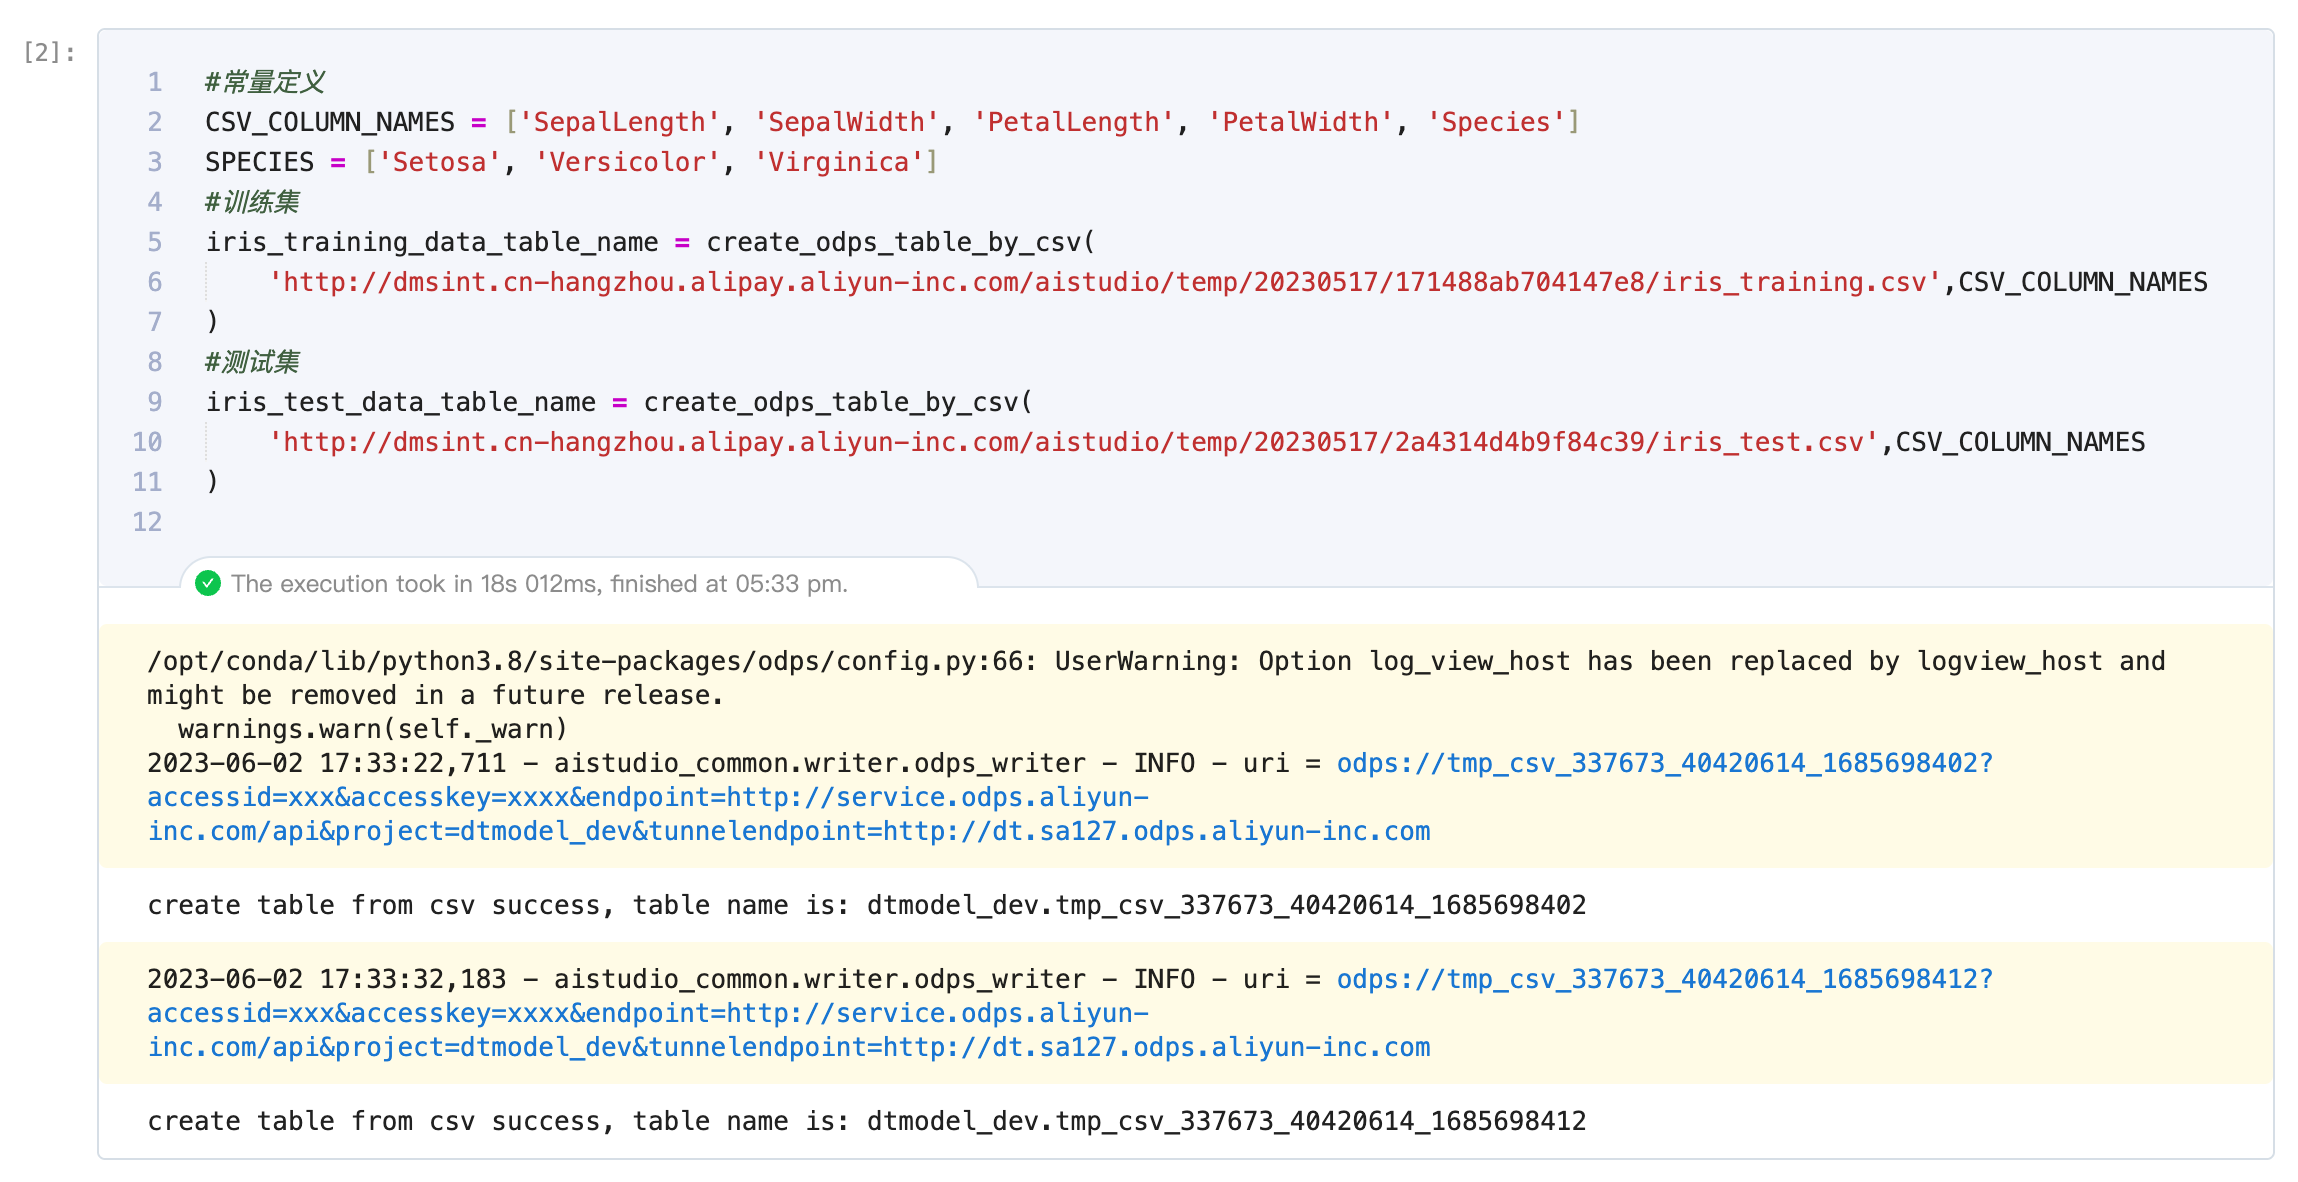 [2]:
1 #常量定义
2 CSV_COLUMN_NAMES = ['SepalLength', 'SepalWidth', 'PetalLength', 'PetalWidth', 'Species']
3 SPECIES = ['Setosa', 'Versicolor', 'Virginica']
4 #训练集
5 iris_training_data_table_name = create_odps_table_by_csv(
6     'http://dmsint.cn-hangzhou.alipay.aliyun-inc.com/aistudio/temp/20230517/171488ab704147e8/iris_training.csv',CSV_COLUMN_NAMES
7 )
8 #测试集
9 iris_test_data_table_name = create_odps_table_by_csv(
10     'http://dmsint.cn-hangzhou.alipay.aliyun-inc.com/aistudio/temp/20230517/2a4314d4b9f84c39/iris_test.csv',CSV_COLUMN_NAMES
11 )
12
The execution took in 18s 012ms, finished at 05:33 pm.
/opt/conda/lib/python3.8/site-packages/odps/config.py:66: UserWarning: Option log_view_host has been replaced by logview_host and
might be removed in a future release.
  warnings.warn(self._warn)
2023-06-02 17:33:22,711 - aistudio_common.writer.odps_writer - INFO - uri = odps://tmp_csv_337673_40420614_1685698402?
accessid=xxx&accesskey=xxxx&endpoint=http://service.odps.aliyun-
inc.com/api&project=dtmodel_dev&tunnelendpoint=http://dt.sa127.odps.aliyun-inc.com
create table from csv success, table name is: dtmodel_dev.tmp_csv_337673_40420614_1685698402
2023-06-02 17:33:32,183 - aistudio_common.writer.odps_writer - INFO - uri = odps://tmp_csv_337673_40420614_1685698412?
accessid=xxx&accesskey=xxxx&endpoint=http://service.odps.aliyun-
inc.com/api&project=dtmodel_dev&tunnelendpoint=http://dt.sa127.odps.aliyun-inc.com
create table from csv success, table name is: dtmodel_dev.tmp_csv_337673_40420614_1685698412